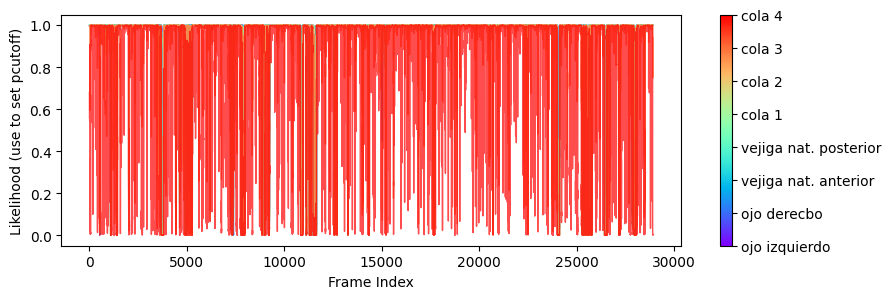 Likelihood (use to set pcutoff)
1.0
0.8
0.6
0.4
0.2
0.0
0
5000
10000
15000
20000
25000
30000
Frame Index
cola 4
cola 3
cola 2
cola 1
vejiga nat. posterior
vejiga nat. anterior
ojo derecbo
ojo izquierdo